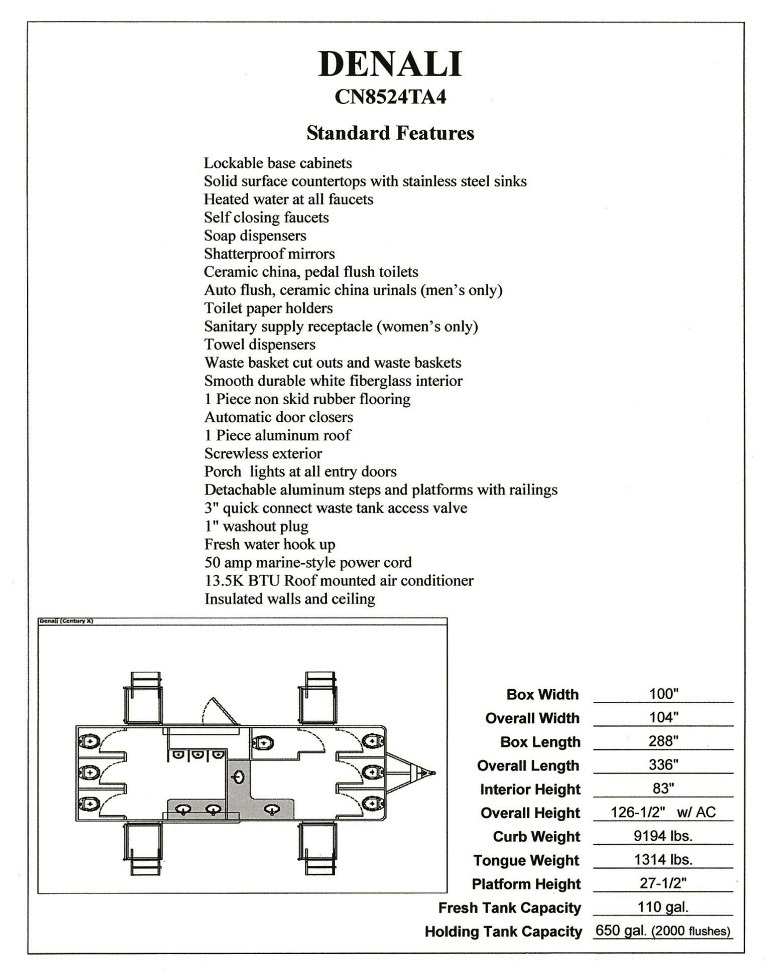 DENALI
CN8524TA4
Standard Features
Lockable base cabinets
Solid surface countertops with stainless steel sinks
Heated water at all faucets
Self closing faucets
Soap dispensers
Shatterproof mirrors
Ceramic china, pedal flush toilets
Auto flush, ceramic china urinals (men's only)
Toilet paper holders
Sanitary supply receptacle (women's only)
Towel dispensers
Waste basket cut outs and waste baskets
Smooth durable white fiberglass interior
1 Piece non skid rubber flooring
Automatic door closers
1 Piece aluminum roof
Screwless exterior
Porch lights at all entry doors
Detachable aluminum steps and platforms with railings
3" quick connect waste tank access valve
1" washout plug
Fresh water hook up
50 amp marine-style power cord
13.5K BTU Roof mounted air conditioner
Insulated walls and ceiling
Denali (Century X)
Box Width 100"
Overall Width 104"
Box Length 288"
Overall Length 336"
Interior Height 83"
Overall Height 126-1/2" w/ AC
Curb Weight 9194 lbs.
Tongue Weight 1314 lbs.
Platform Height 27-1/2"
Fresh Tank Capacity 110 gal.
Holding Tank Capacity 650 gal. (2000 flushes)